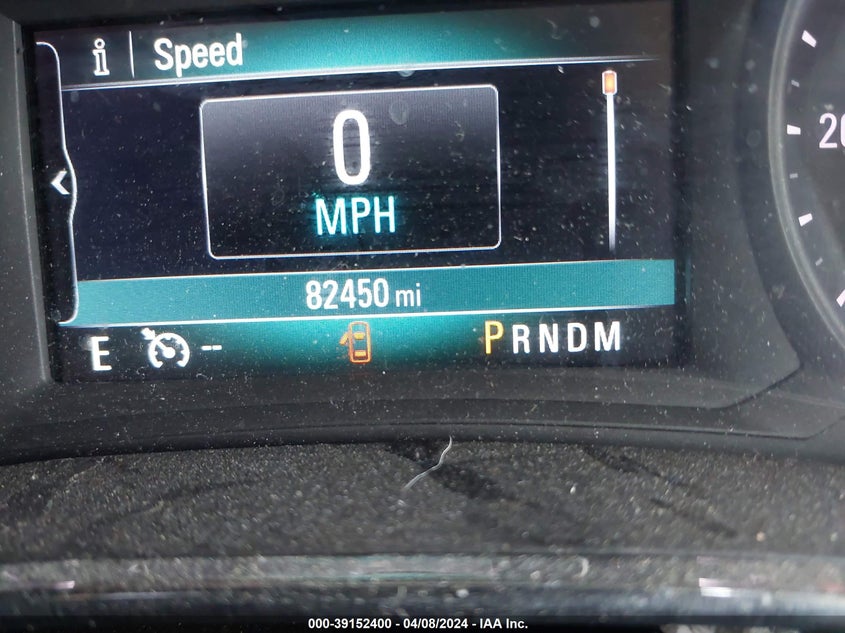 i Speed
0
MPH
82450 mi
E -- PRNDM
000-39152400 - 04/08/2024 - IAA Inc.